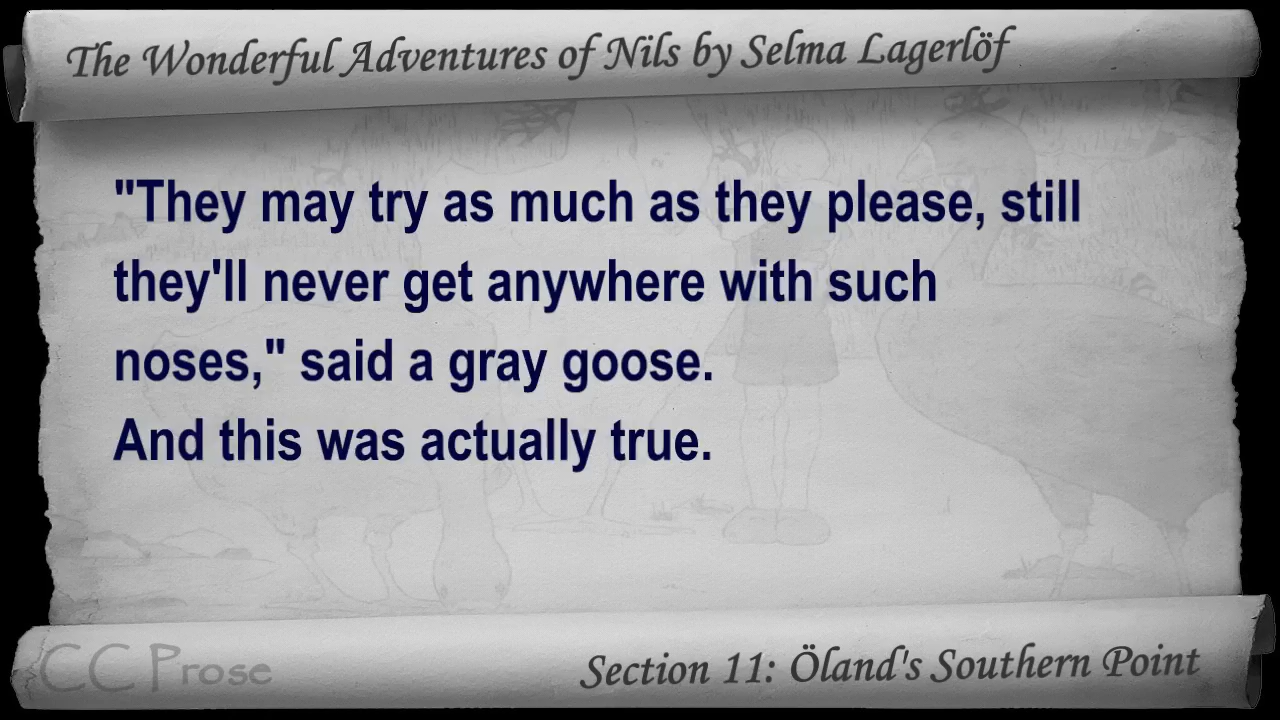 The Wonderful Adventures of Nils by Selma Lagerlöf
"They may try as much as they please, still
they'll never get anywhere with such
noses," said a gray goose.
And this was actually true.
CC Prose
Section 11: Öland's Southern Point